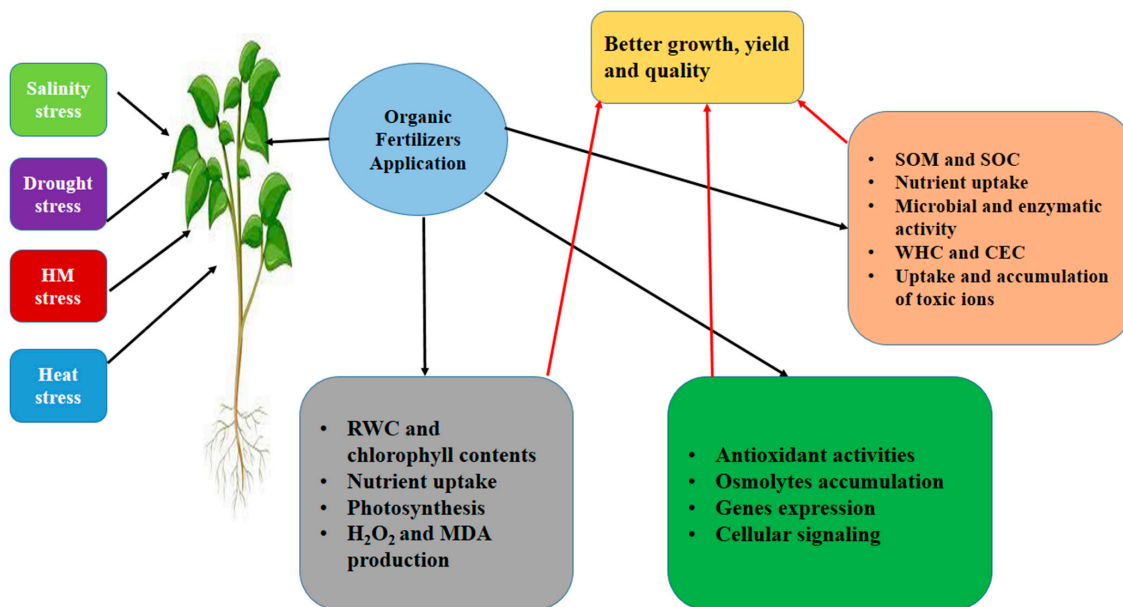 Salinity
stress
Drought
stress
HM
stress
Heat
stress
Organic
Fertilizers
Application
Better growth, yield
and quality
• SOM and SOC
• Nutrient uptake
• Microbial and enzymatic
activity
• WHC and CEC
• Uptake and accumulation
of toxic ions
• RWC and
chlorophyll contents
• Nutrient uptake
• Photosynthesis
• H₂O₂ and MDA
production
• Antioxidant activities
• Osmolytes accumulation
• Genes expression
• Cellular signaling